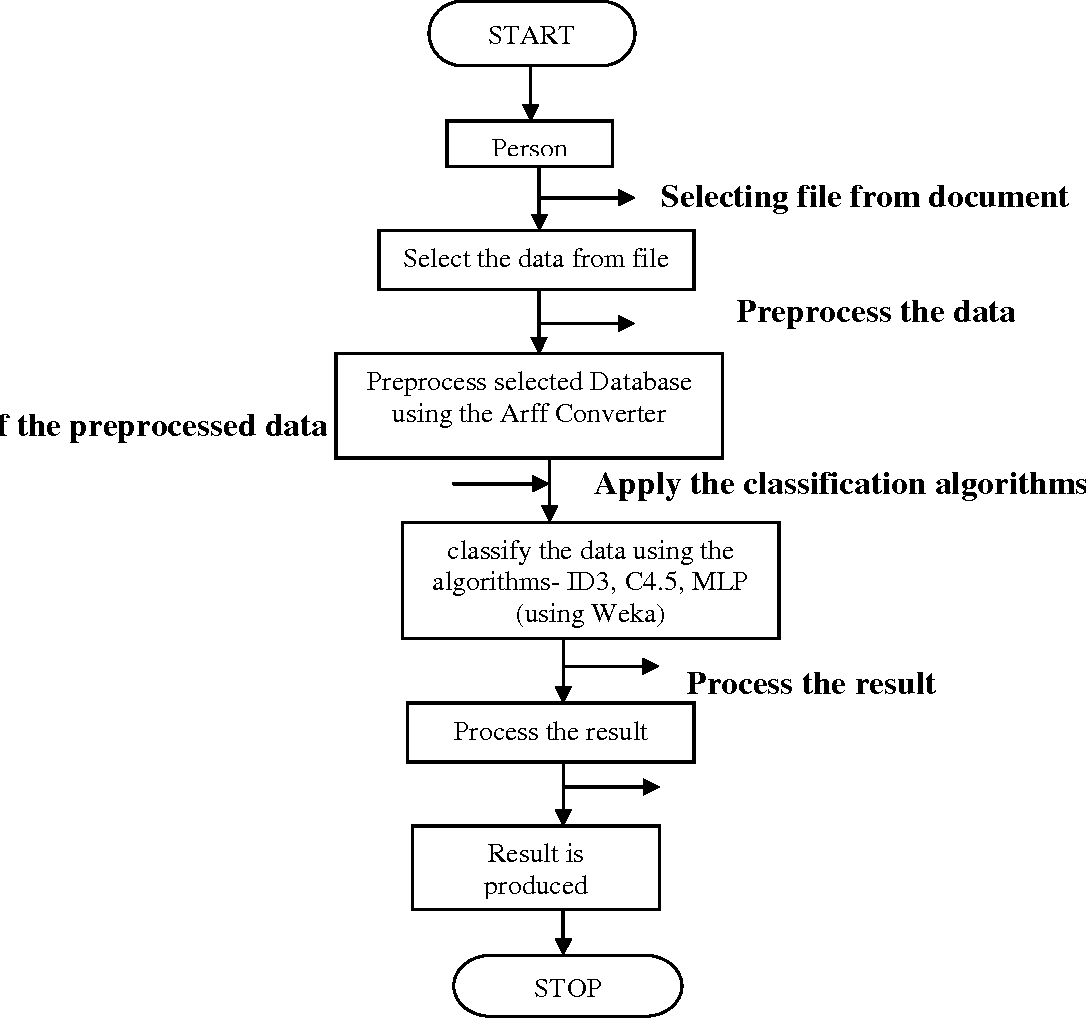 START
Person
Selecting file from document
Select the data from file
Preprocess the data
Preprocess selected Database
using the Arff Converter
f the preprocessed data
Apply the classification algorithms
classify the data using the
algorithms- ID3, C4.5, MLP
(using Weka)
Process the result
Process the result
Result is
produced
STOP